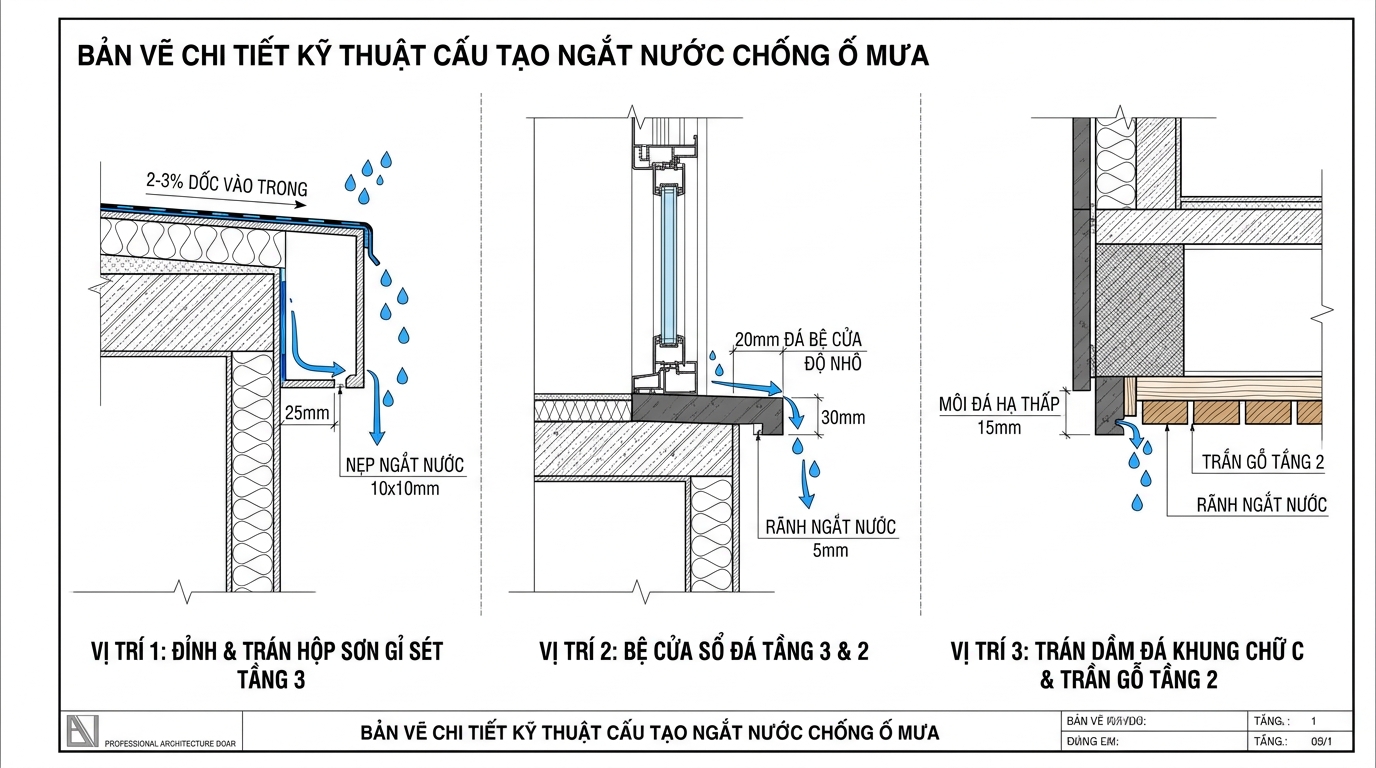 BẢN VẼ CHI TIẾT KỸ THUẬT CẤU TẠO NGẮT NƯỚC CHỐNG Ố MƯA
2-3% DỐC VÀO TRONG
25mm
NẸP NGẮT NƯỚC
10x10mm
VỊ TRÍ 1: ĐỈNH & TRÁN HỘP SƠN GỈ SÉT
TẦNG 3
20mm ĐÁ BỆ CỬA
ĐỘ NHÔ
30mm
RÃNH NGẮT NƯỚC
5mm
VỊ TRÍ 2: BỆ CỬA SỔ ĐÁ TẦNG 3 & 2
MÔI ĐÁ HẠ THẤP
15mm
TRẦN GỖ TẦNG 2
RÃNH NGẮT NƯỚC
VỊ TRÍ 3: TRÁN DẦM ĐÁ KHUNG CHỮ C
& TRẦN GỖ TẦNG 2
PROFESSIONAL ARCHITECTURE DOAR
BẢN VẼ CHI TIẾT KỸ THUẬT CẤU TẠO NGẮT NƯỚC CHỐNG Ố MƯA
BẢN VẼ
TẦNG.: 1
TẦNG.: